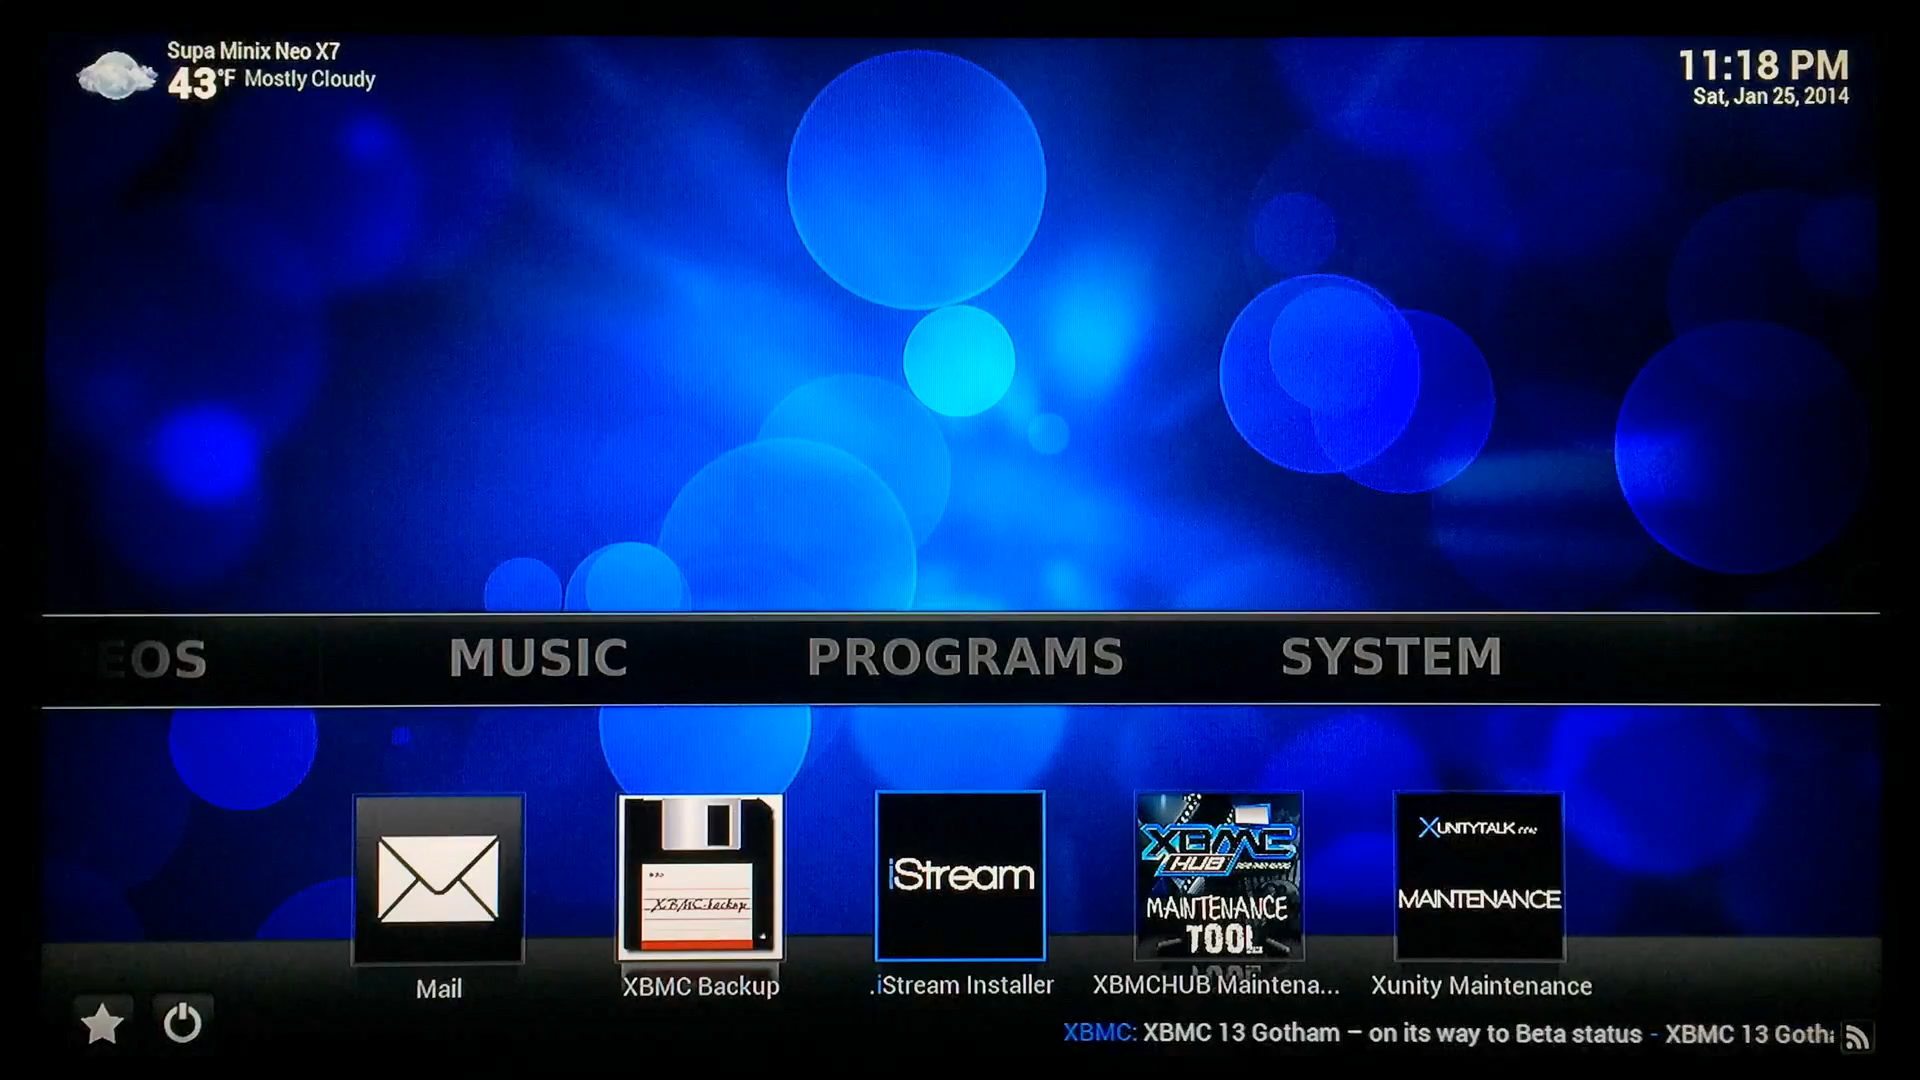 Supa Minix Neo X7
43°F Mostly Cloudy
11:18 PM
Sat, Jan 25, 2014
EOS
MUSIC
PROGRAMS
SYSTEM
XBMC-backup
iStream
XBMC
HUB
MAINTENANCE
TOOL
XUNITYTALK.COM
MAINTENANCE
Mail
XBMC Backup
.iStream Installer
XBMCHUB Maintena...
Xunity Maintenance
XBMC: XBMC 13 Gotham – on its way to Beta status - XBMC 13 Gotha